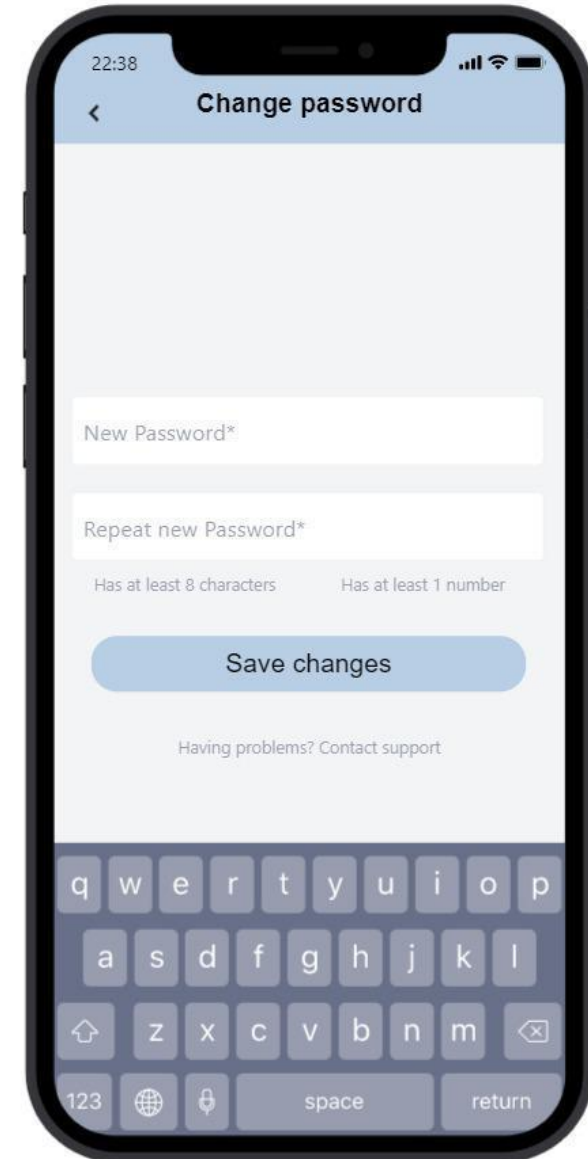 22:38
Change password
New Password*
Repeat new Password*
Has at least 8 characters Has at least 1 number
Save changes
Having problems? Contact support
q w e r t y u i o p
a s d f g h j k l
z x c v b n m
123 space return